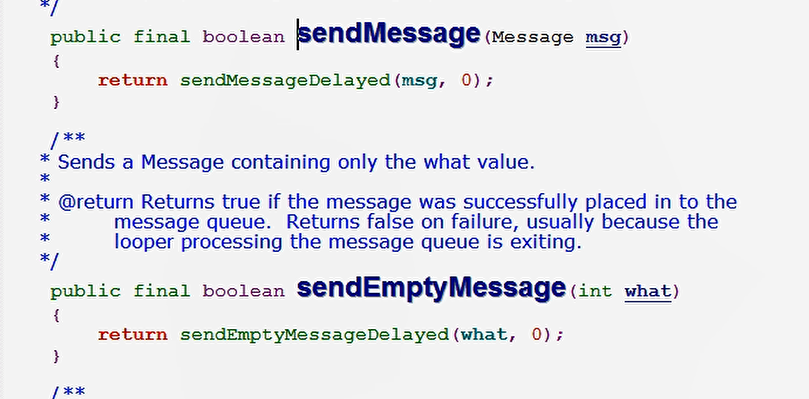 */
public final boolean sendMessage(Message msg)
{
return sendMessageDelayed(msg, 0);
}
/**
* Sends a Message containing only the what value.
*
* @return Returns true if the message was successfully placed in to the
* message queue.  Returns false on failure, usually because the
* looper processing the message queue is exiting.
*/
public final boolean sendEmptyMessage(int what)
{
return sendEmptyMessageDelayed(what, 0);
}
/**